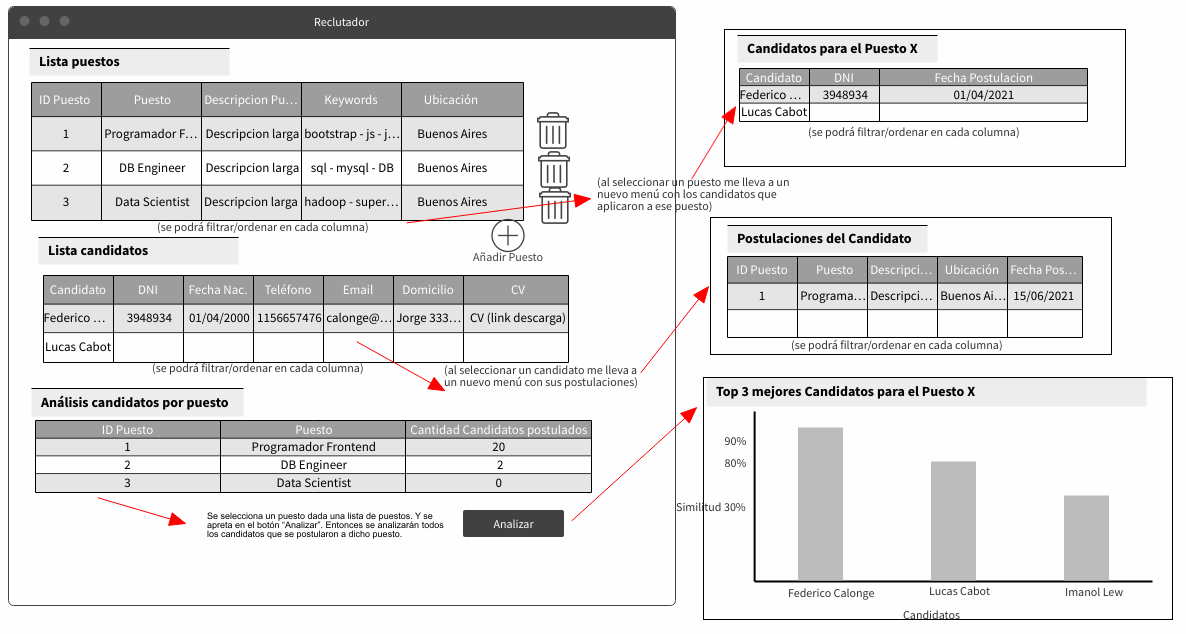 Reclutador
Lista puestos
ID Puesto Puesto Descripcion Pu... Keywords Ubicación
1 Programador F... Descripcion larga bootstrap - js - j... Buenos Aires
2 DB Engineer Descripcion larga sql - mysql - DB Buenos Aires
3 Data Scientist Descripcion larga hadoop - super... Buenos Aires
(se podrá filtrar/ordenar en cada columna)
Añadir Puesto
Lista candidatos
Candidato DNI Fecha Nac. Teléfono Email Domicilio CV
Federico ... 3948934 01/04/2000 1156657476 calonge@... Jorge 333... CV (link descarga)
Lucas Cabot
(se podrá filtrar/ordenar en cada columna)
(al seleccionar un candidato me lleva a
un nuevo menú con sus postulaciones)
Análisis candidatos por puesto
ID Puesto Puesto Cantidad Candidatos postulados
1 Programador Frontend 20
2 DB Engineer 2
3 Data Scientist 0
Se selecciona un puesto dada una lista de puestos. Y se
apreta en el botón “Analizar”. Entonces se analizarán todos
los candidatos que se postularon a dicho puesto.
Analizar
(al seleccionar un puesto me lleva a un
nuevo menú con los candidatos que
aplicaron a ese puesto)
Candidatos para el Puesto X
Candidato DNI Fecha Postulacion
Federico ... 3948934 01/04/2021
Lucas Cabot
(se podrá filtrar/ordenar en cada columna)
Postulaciones del Candidato
ID Puesto Puesto Descripci... Ubicación Fecha Pos...
1 Programa... Descripci... Buenos Ai... 15/06/2021
(se podrá filtrar/ordenar en cada columna)
Top 3 mejores Candidatos para el Puesto X
90%
80%
Similitud 30%
Federico Calonge Lucas Cabot Imanol Lew
Candidatos